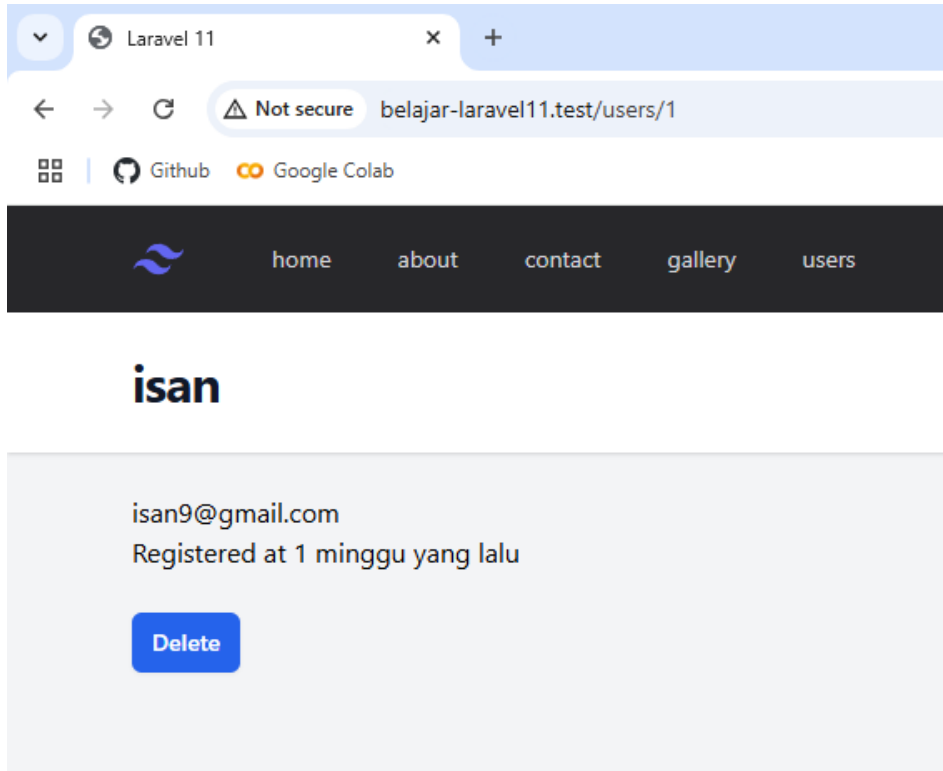 Laravel 11
Not secure belajar-laravel11.test/users/1
Github Google Colab
home about contact gallery users
isan
isan9@gmail.com
Registered at 1 minggu yang lalu
Delete